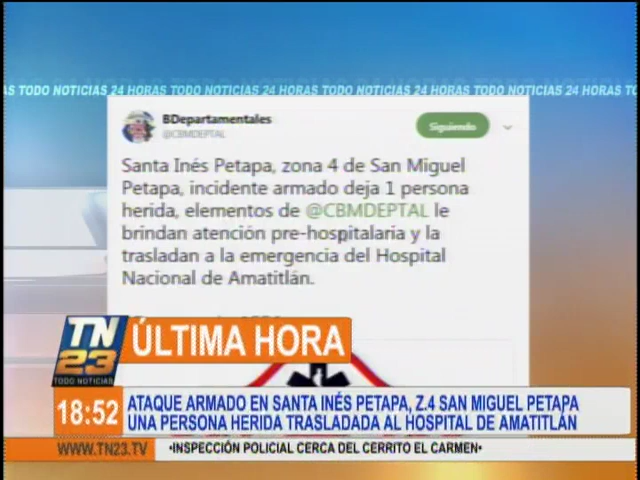 AS TODO NOTICIAS 24 HORAS TODO NOTICIAS 24 HORAS TODO NOTICIAS 24 HORAS TODO NOTICIAS 24 HORAS TODO
BDepartamentales
@CBMDEPTAL
Siguiendo
Santa Inés Petapa, zona 4 de San Miguel
Petapa, incidente armado deja 1 persona
herida, elementos de @CBMDEPTAL le
brindan atención pre-hospitalaria y la
trasladan a la emergencia del Hospital
Nacional de Amatitlán.
TN
23
TODO NOTICIAS
ÚLTIMA HORA
18:52
ATAQUE ARMADO EN SANTA INÉS PETAPA, Z.4 SAN MIGUEL PETAPA
UNA PERSONA HERIDA TRASLADADA AL HOSPITAL DE AMATITLÁN
WWW.TN23.TV
•INSPECCIÓN POLICIAL CERCA DEL CERRITO EL CARMEN•